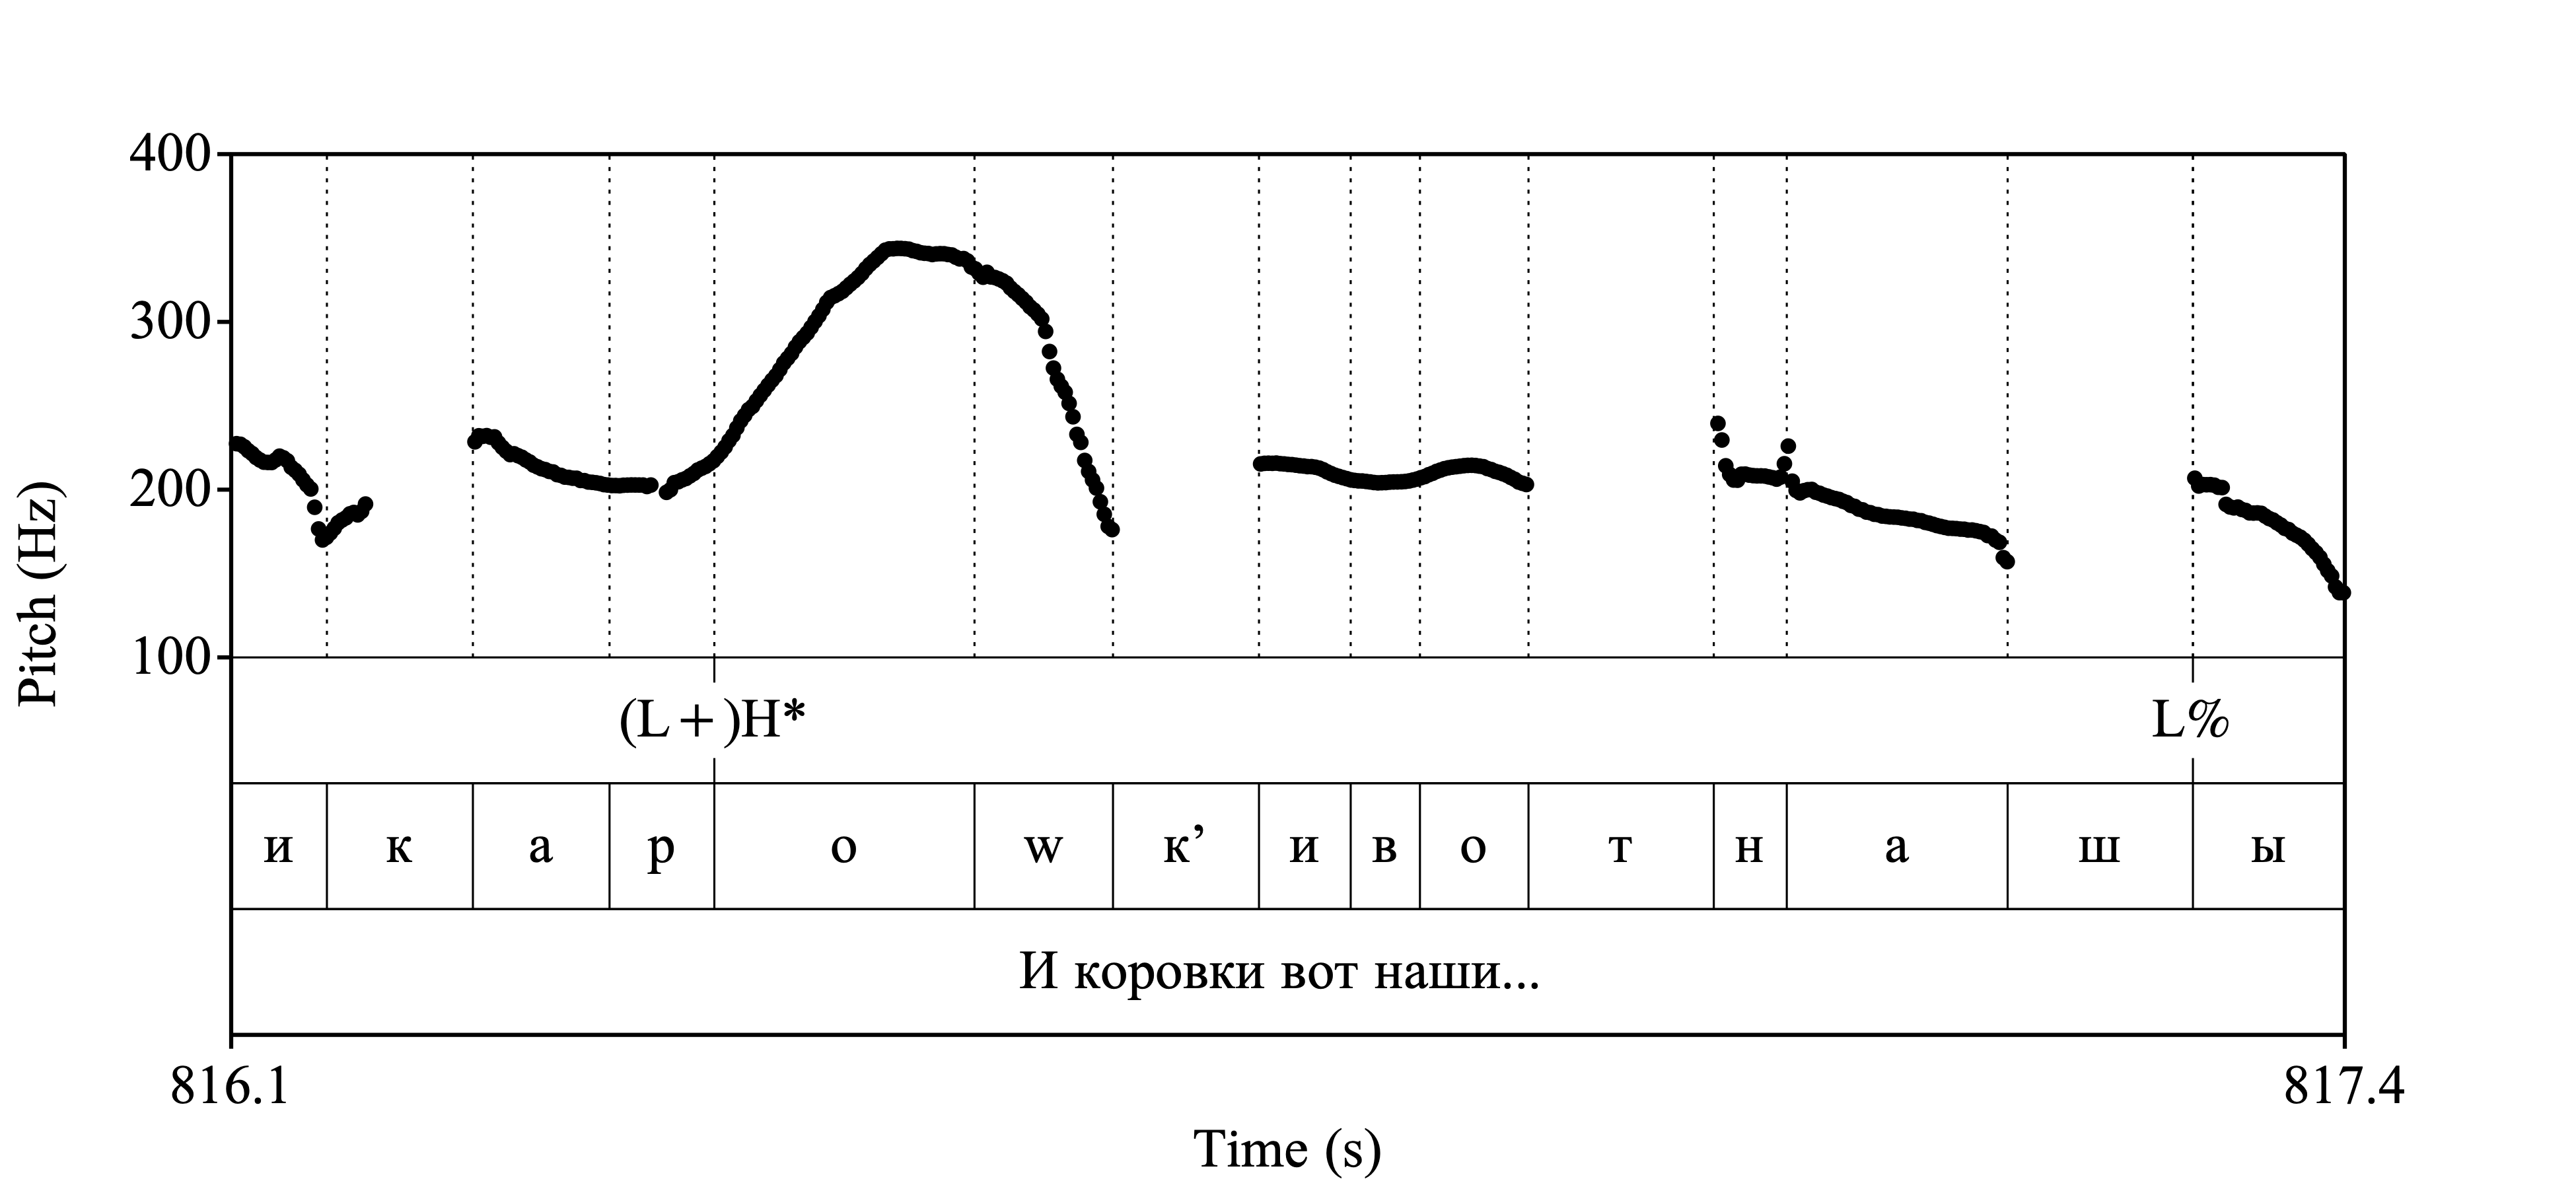 400
300
200
100
Pitch (Hz)
(L+)H* L%
и к а р о w к’ и в о т н а ш ы
И коровки вот наши...
816.1 817.4
Time (s)